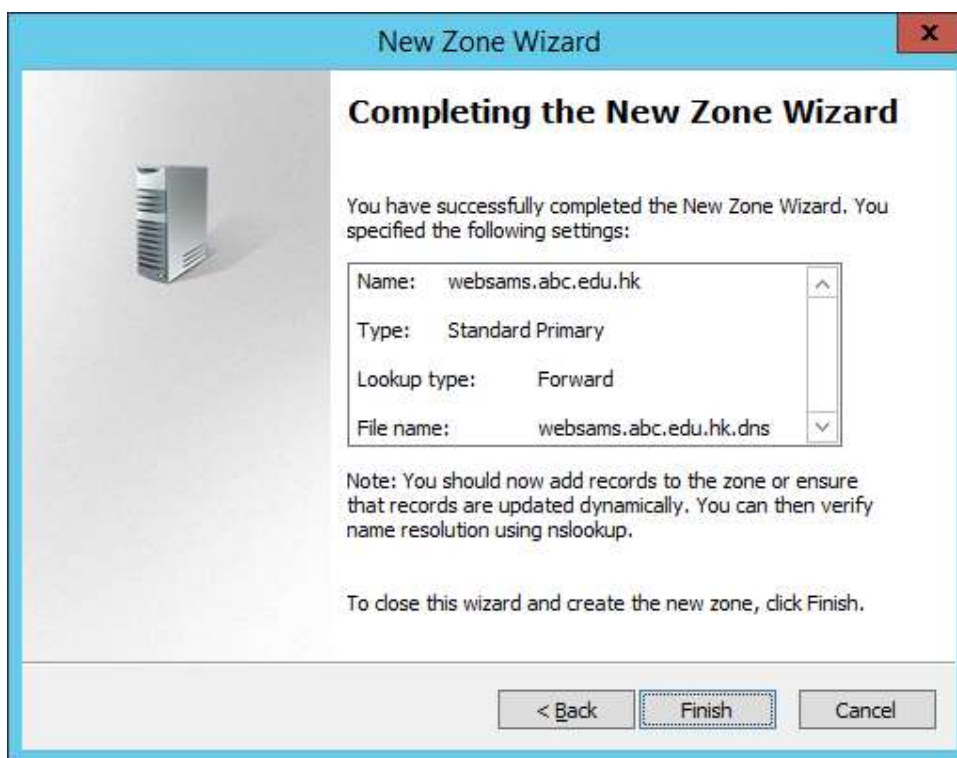 New Zone Wizard
x
Completing the New Zone Wizard
You have successfully completed the New Zone Wizard. You
specified the following settings:
Name: websams.abc.edu.hk
Type: Standard Primary
Lookup type: Forward
File name: websams.abc.edu.hk.dns
Note: You should now add records to the zone or ensure
that records are updated dynamically. You can then verify
name resolution using nslookup.
To close this wizard and create the new zone, click Finish.
< Back Finish Cancel